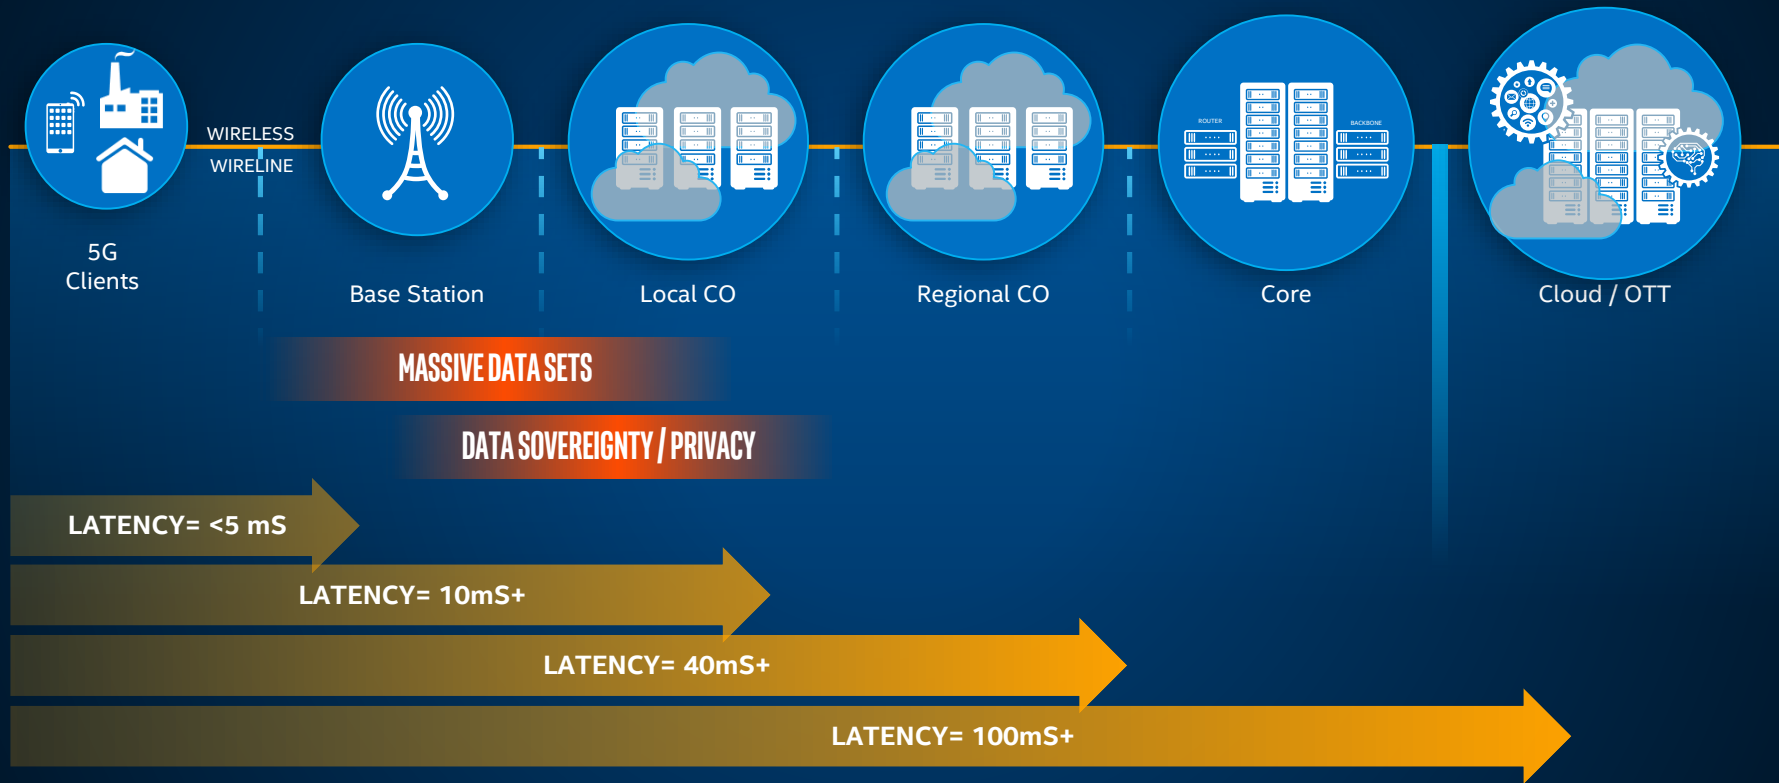 WIRELESS
WIRELINE
ROUTER
BACKBONE
5G
Clients
Base Station
Local CO
Regional CO
Core
Cloud / OTT
MASSIVE DATA SETS
DATA SOVEREIGNTY / PRIVACY
LATENCY= <5 mS
LATENCY= 10mS+
LATENCY= 40mS+
LATENCY= 100mS+